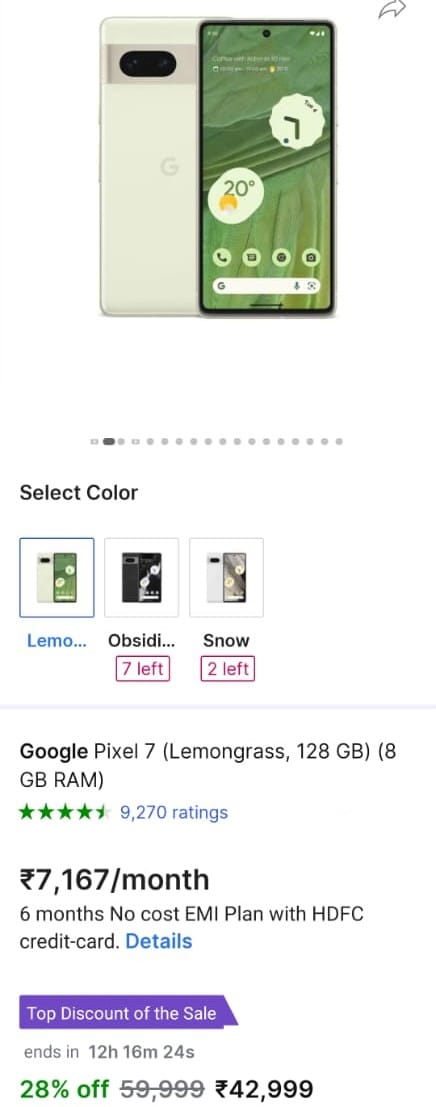 G
20°
G
Select Color
Lemo... Obsidi... Snow
7 left 2 left
Google Pixel 7 (Lemongrass, 128 GB) (8
GB RAM)
9,270 ratings
₹7,167/month
6 months No cost EMI Plan with HDFC
credit-card. Details
Top Discount of the Sale
ends in 12h 16m 24s
28% off 59,999 ₹42,999